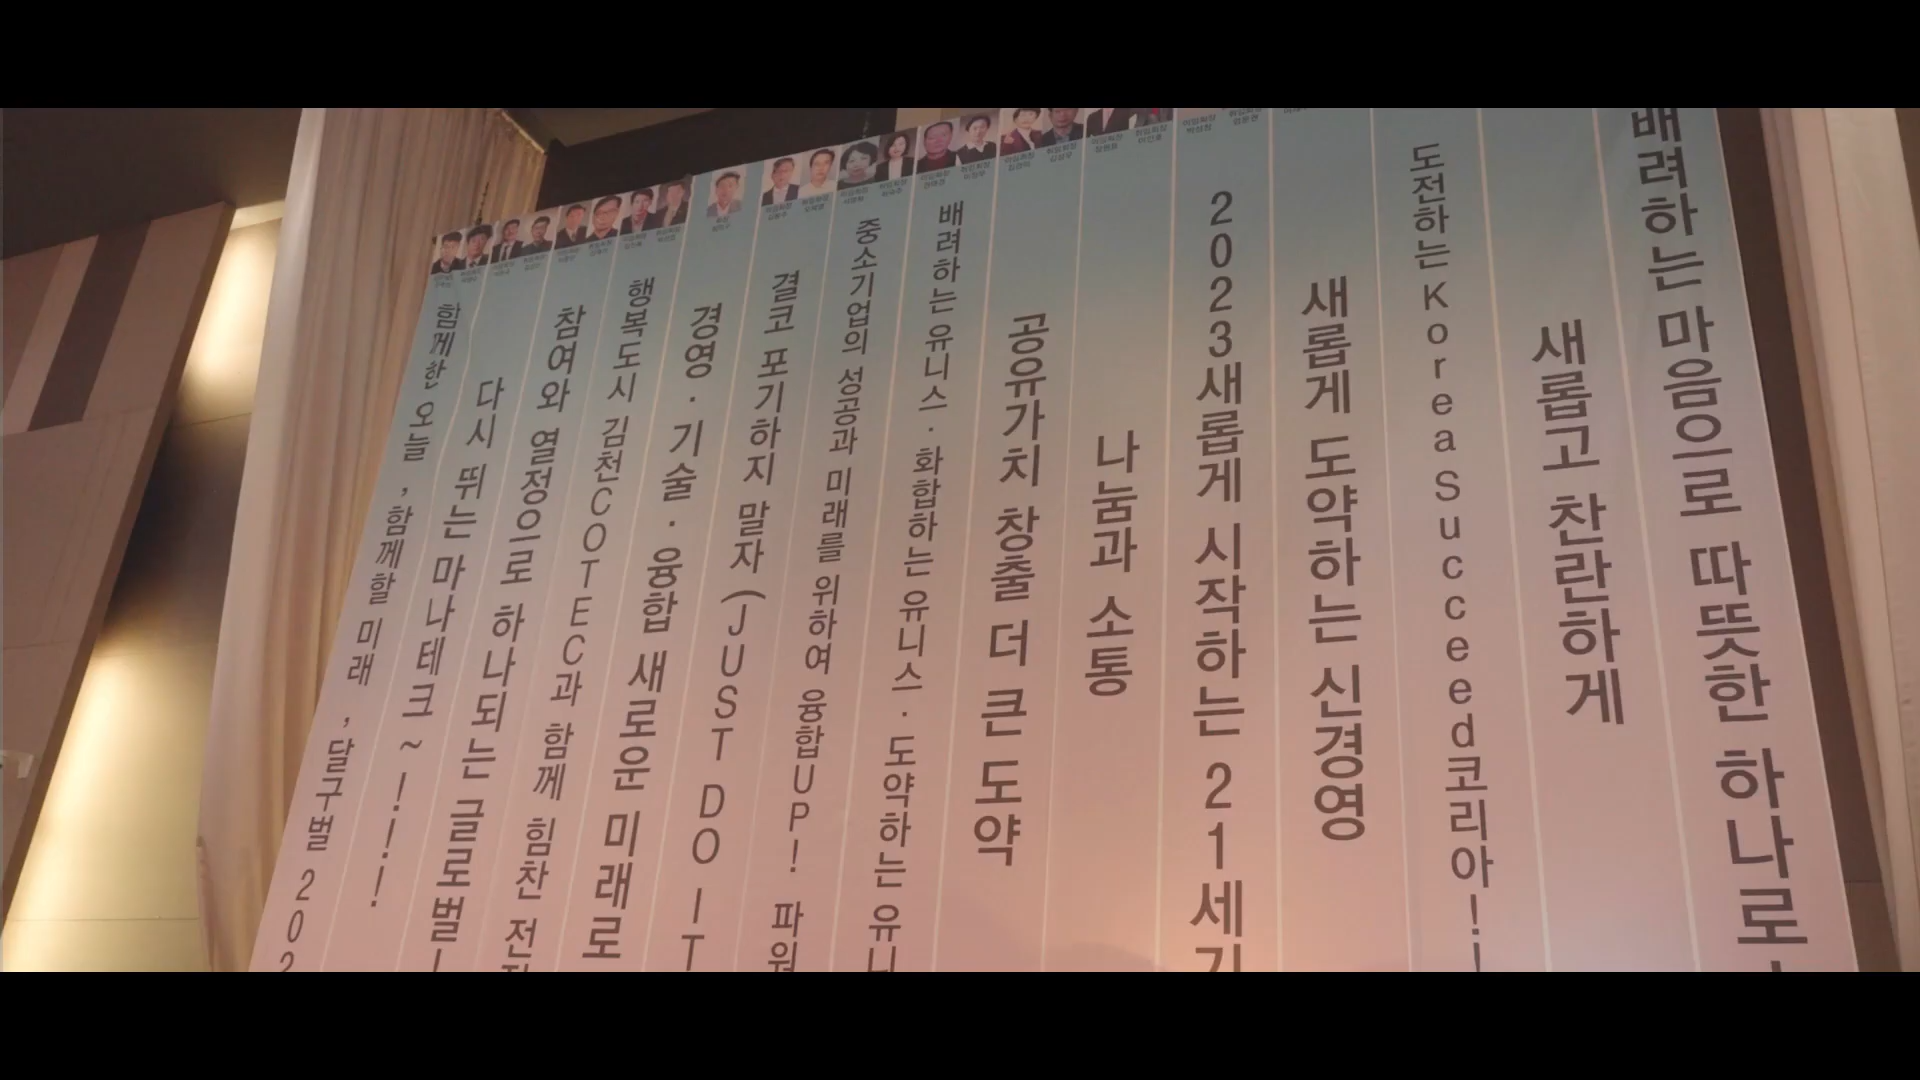 함께한 오늘, 함께할 미래, 달구벌 202
다시 뛰는 마나테크~!!!
참여와 열정으로 하나되는 글로벌!
행복도시 김천COTEC과 함께 힘찬 전진
경영·기술·융합 새로운 미래로
결코 포기하지 말자(JUST DO IT
중소기업의 성공과 미래를 위하여 융합UP! 파워
배려하는 유니스·화합하는 유니스·도약하는 유니
공유가치 창출 더 큰 도약
나눔과 소통
2023새롭게 시작하는 21세기
새롭게 도약하는 신경영
도전하는KoreaSucceed코리아!!
새롭고 찬란하게
배려하는 마음으로 따뜻한 하나로